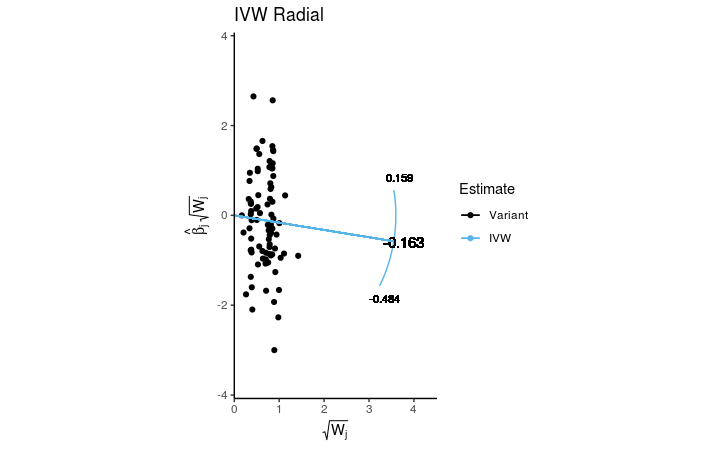 IVW Radial
4
2
0
-2
-4
β̂ⱼ√Wⱼ
0.159
-0.163
-0.484
0 1 2 3 4
√Wⱼ
Estimate
Variant
IVW